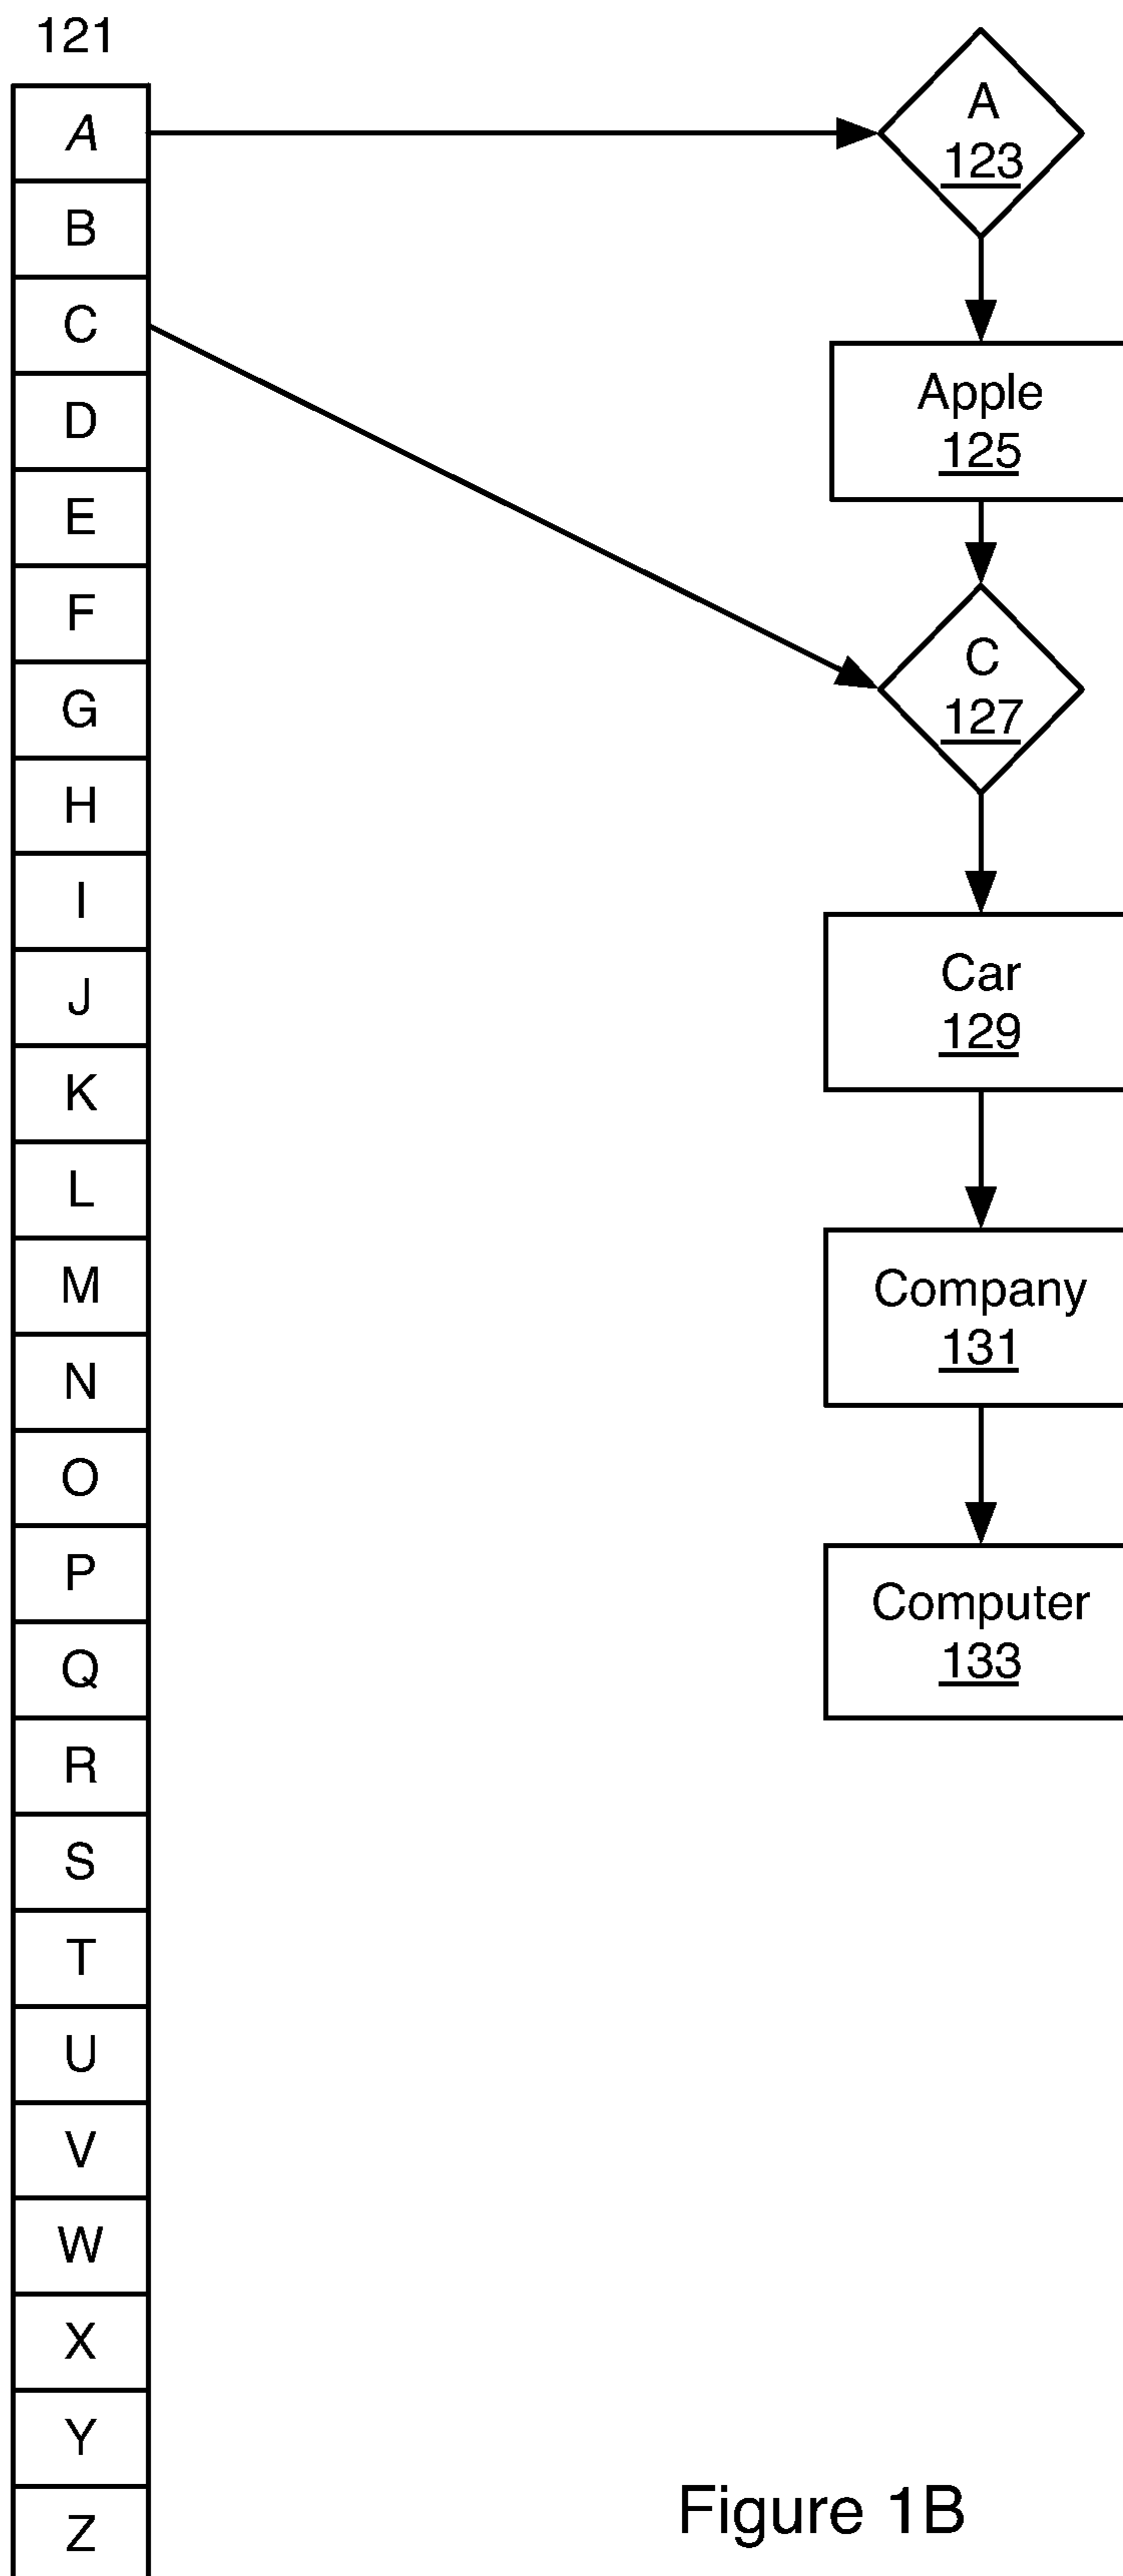 121
A
B
C
D
E
F
G
H
I
J
K
L
M
N
O
P
Q
R
S
T
U
V
W
X
Y
Z
A
123
Apple
125
C
127
Car
129
Company
131
Computer
133
Figure 1B